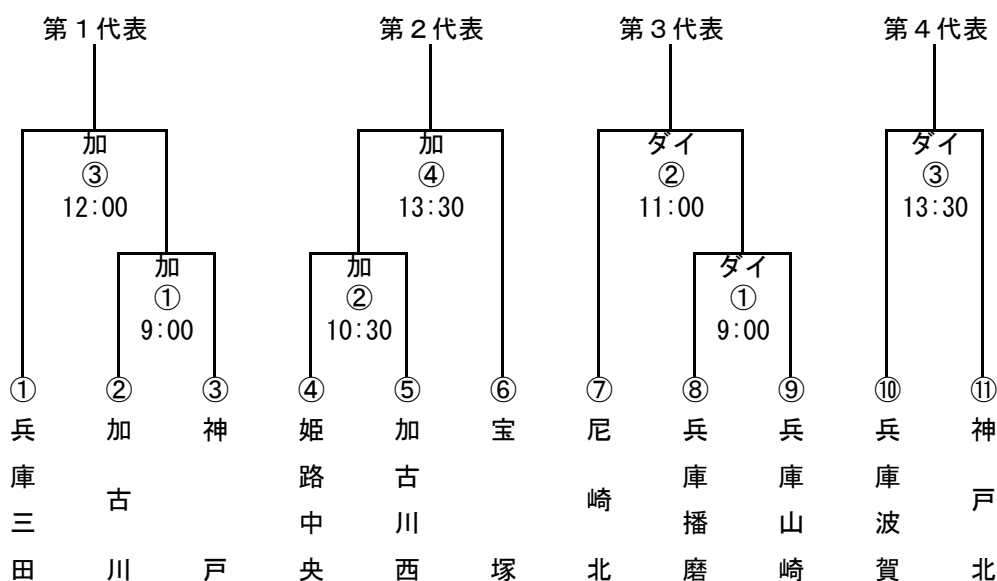 第1代表
第2代表
第3代表
第4代表
加
③
12:00
加
④
13:30
ダイ
②
11:00
ダイ
③
13:30
加
①
9:00
加
②
10:30
ダイ
①
9:00
①
兵庫三田
②
加古川
③
神戸
④
姫路中央
⑤
加古川西
⑥
宝塚
⑦
尼崎北
⑧
兵庫播磨
⑨
兵庫山崎
⑩
兵庫波賀
⑪
神戸北